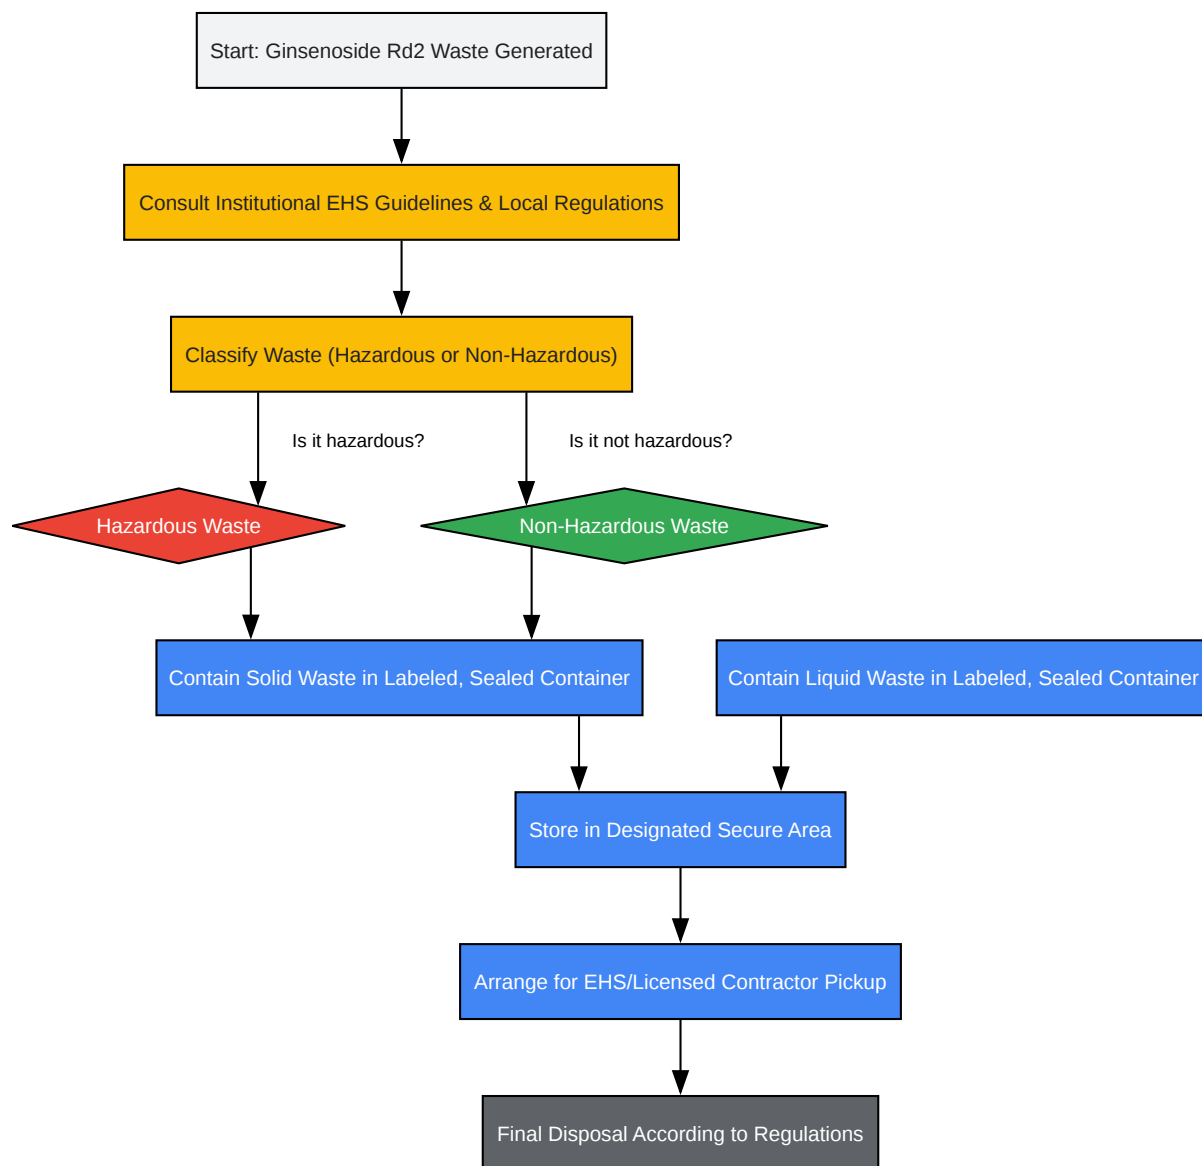 Start: Ginsenoside Rd2 Waste Generated
Consult Institutional EHS Guidelines & Local Regulations
Classify Waste (Hazardous or Non-Hazardous)
Is it hazardous?
Is it not hazardous?
Hazardous Waste
Non-Hazardous Waste
Contain Solid Waste in Labeled, Sealed Container
Contain Liquid Waste in Labeled, Sealed Container
Store in Designated Secure Area
Arrange for EHS/Licensed Contractor Pickup
Final Disposal According to Regulations